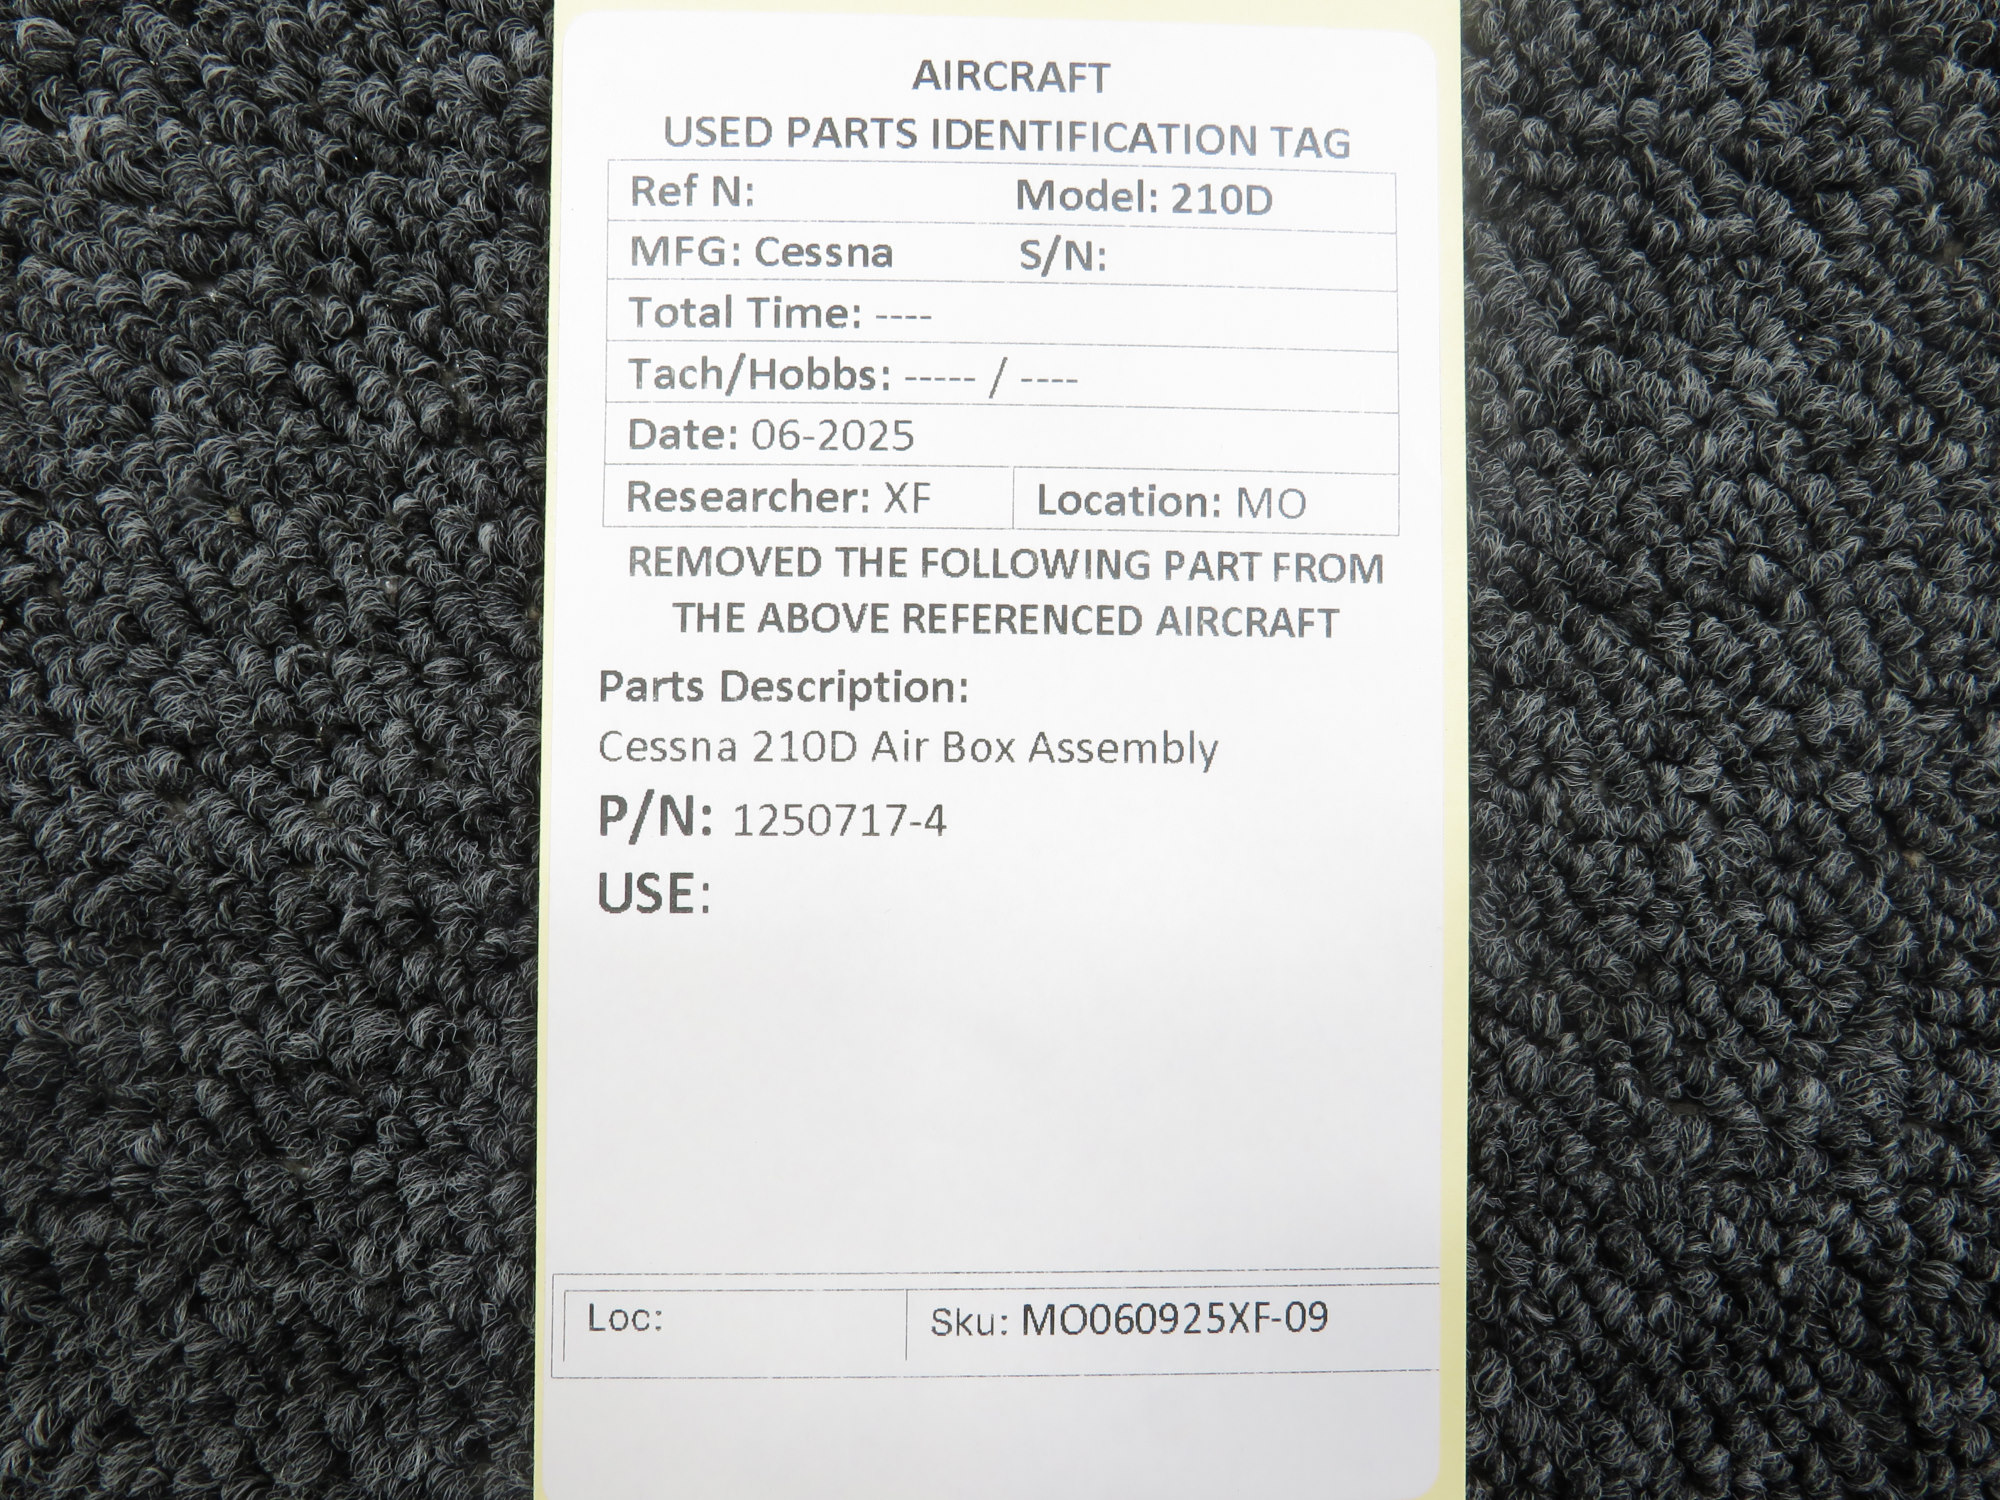 AIRCRAFT
USED PARTS IDENTIFICATION TAG
Ref N: Model: 210D
MFG: Cessna S/N:
Total Time: ----
Tach/Hobbs: ----- / ----
Date: 06-2025
Researcher: XF Location: MO
REMOVED THE FOLLOWING PART FROM
THE ABOVE REFERENCED AIRCRAFT
Parts Description:
Cessna 210D Air Box Assembly
P/N: 1250717-4
USE:
Loc: Sku: MO060925XF-09